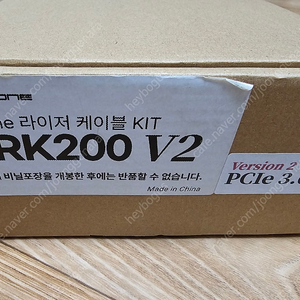 라이저 케이블 KIT
RK200 V2
비닐포장을 개봉한 후에는 반품할 수 없습니다.
Made in China
Version 2
PCIe 3.